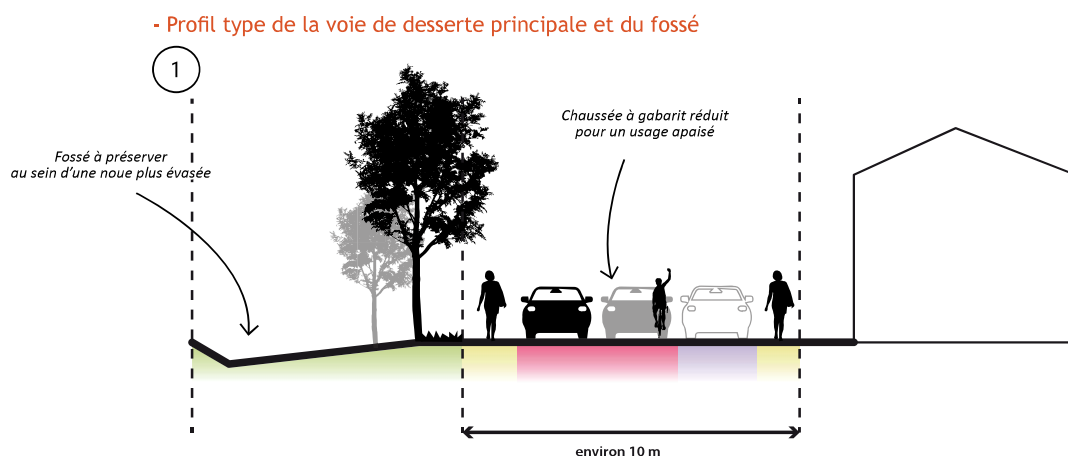 - Profil type de la voie de desserte principale et du fossé
1
Chaussée à gabarit réduit
pour un usage apaisé
Fossé à préserver
au sein d'une noue plus évasée
environ 10 m